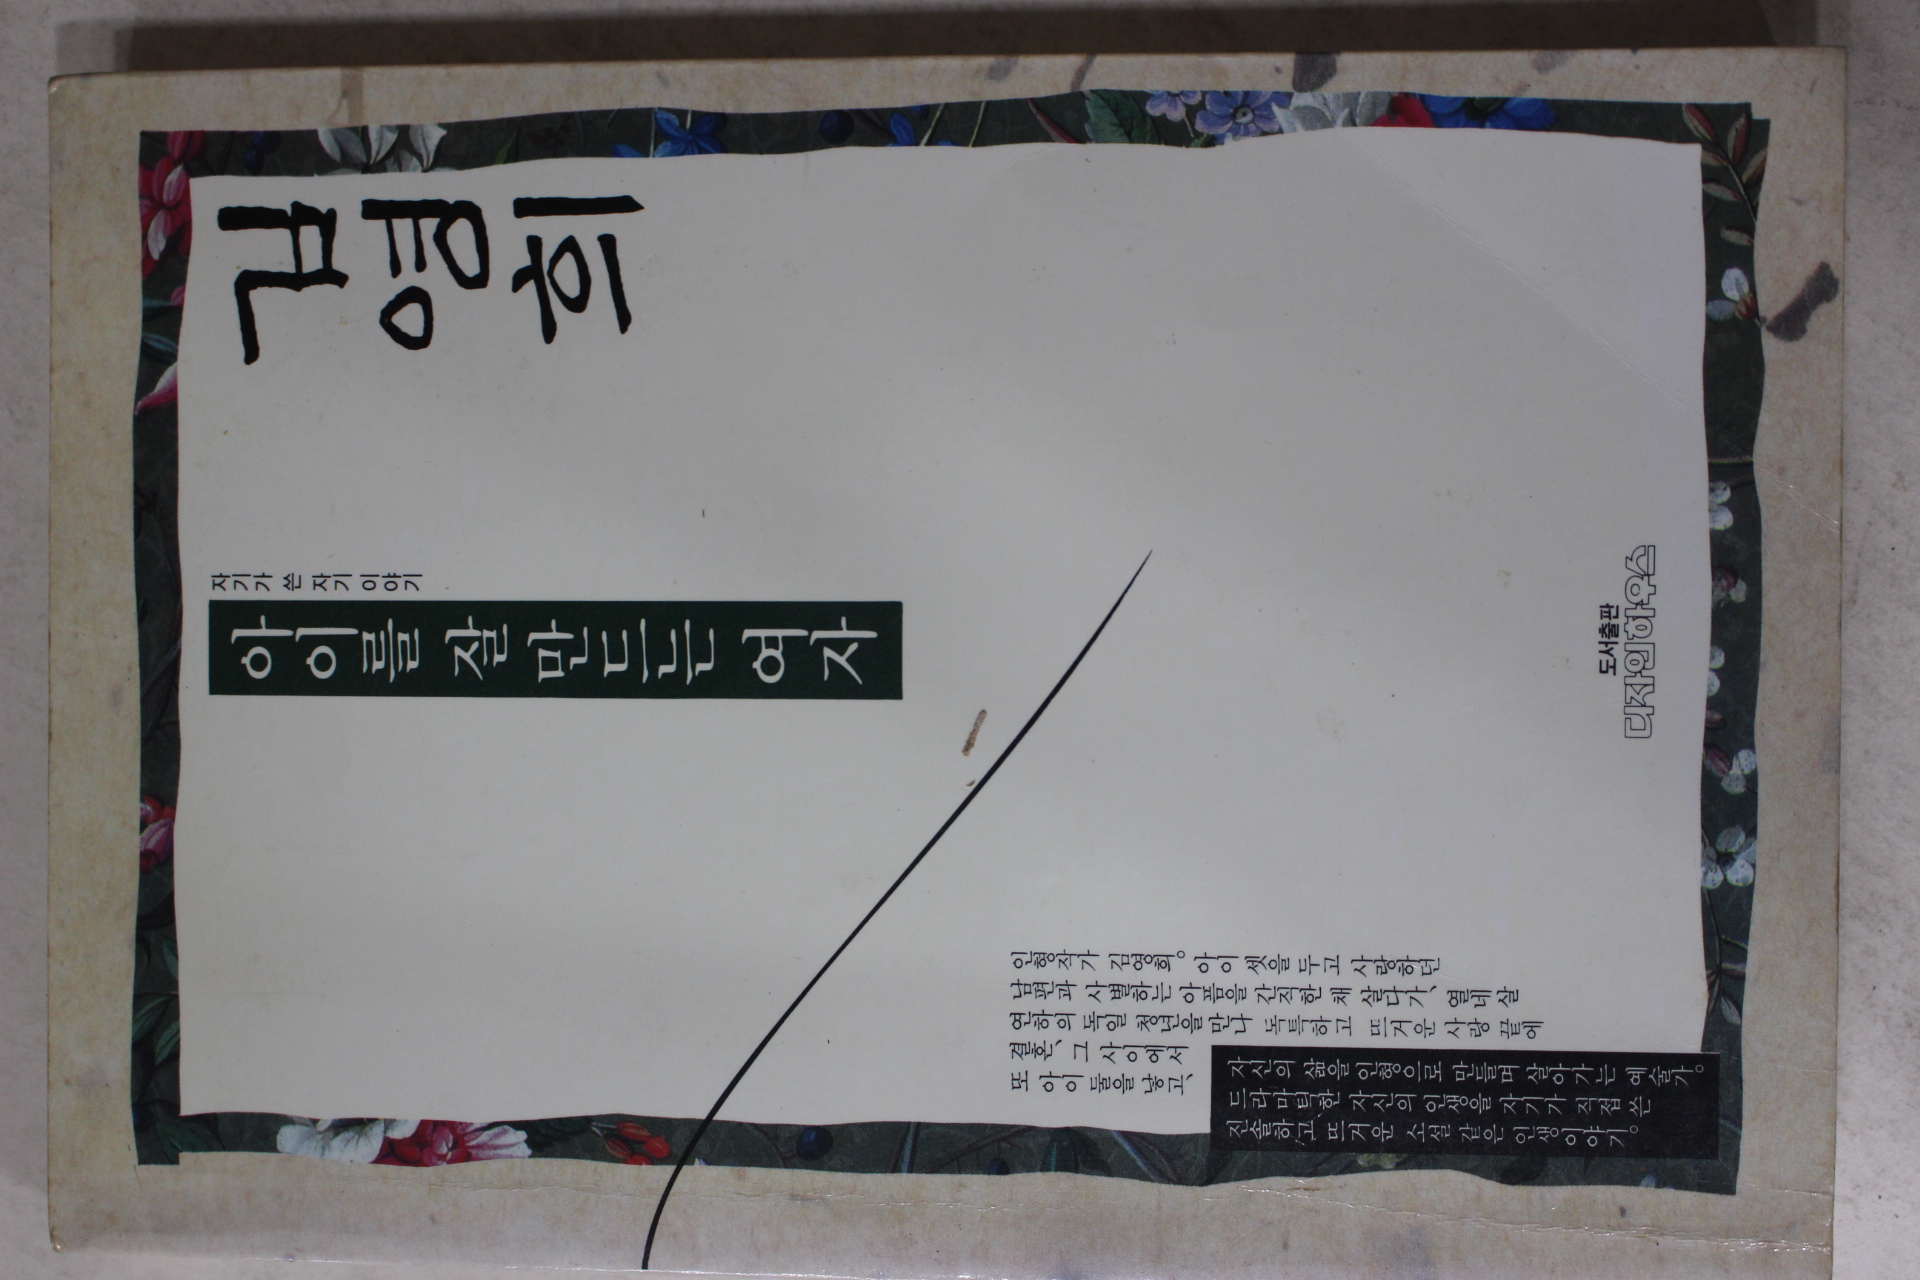 김영희
자기가 쓴 자기 이야기
아이를 잘 만드는 여자
인형작가 김영희。아이 셋을 두고 사랑하던
남편과 사별하는 아픔을 간직한 채 살다가、열네 살
연하의 독일 청년을 만나 독특하고 뜨거운 사랑 끝에
결혼、그 사이에서
또 아이 둘을 낳고、
자신의 삶을 인형으로 만들며 살아가는 예술가。
드라마틱한 자신의 인생을 자기가 직접 쓴
진솔하고、뜨거운 소설 같은 인생이야기。
도서출판
디자인하우스